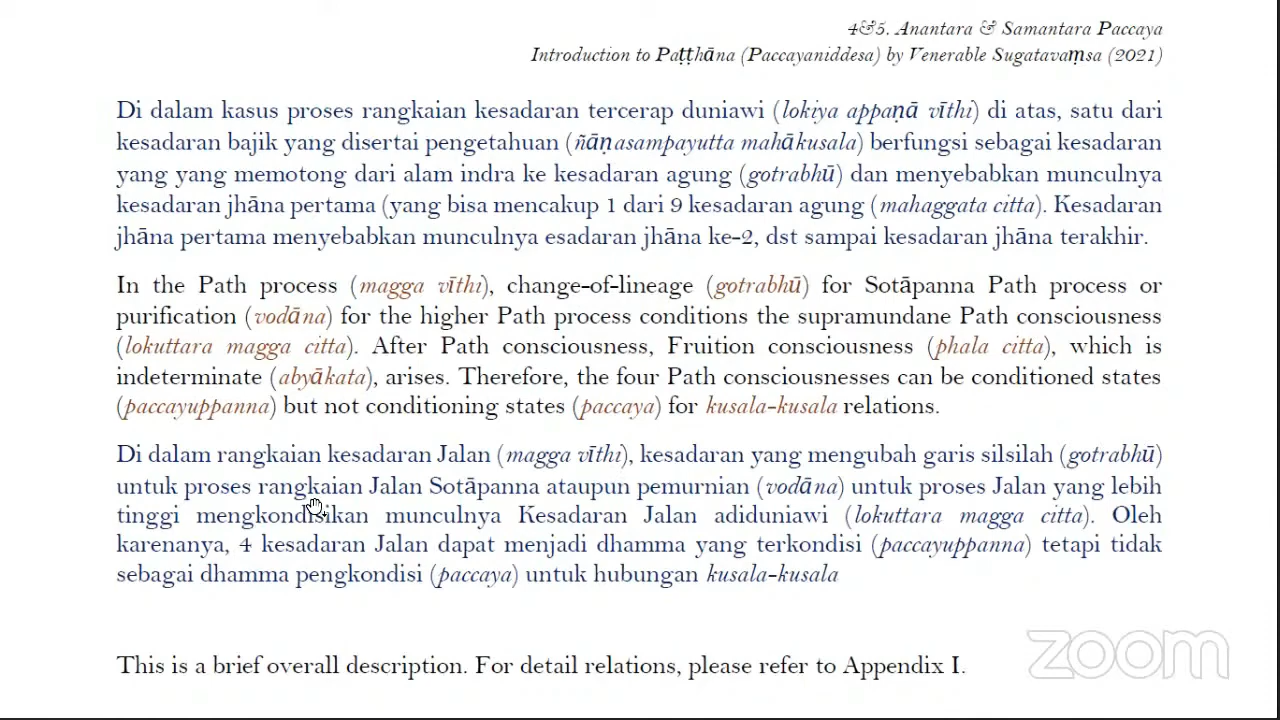 4&5. Anantara & Samantara Paccaya
Introduction to Paṭṭhāna (Paccayaniddesa) by Venerable Sugatavaṃsa (2021)
Di dalam kasus proses rangkaian kesadaran tercerap duniawi (lokiya appaṇā vīthi) di atas, satu dari
kesadaran bajik yang disertai pengetahuan (ñāṇasampayutta mahākusala) berfungsi sebagai kesadaran
yang yang memotong dari alam indra ke kesadaran agung (gotrabhū) dan menyebabkan munculnya
kesadaran jhāna pertama (yang bisa mencakup 1 dari 9 kesadaran agung (mahaggata citta). Kesadaran
jhāna pertama menyebabkan munculnya esadaran jhāna ke-2, dst sampai kesadaran jhāna terakhir.
In the Path process (magga vīthi), change-of-lineage (gotrabhū) for Sotāpanna Path process or
purification (vodāna) for the higher Path process conditions the supramundane Path consciousness
(lokuttara magga citta). After Path consciousness, Fruition consciousness (phala citta), which is
indeterminate (abyākata), arises. Therefore, the four Path consciousnesses can be conditioned states
(paccayuppanna) but not conditioning states (paccaya) for kusala-kusala relations.
Di dalam rangkaian kesadaran Jalan (magga vīthi), kesadaran yang mengubah garis silsilah (gotrabhū)
untuk proses rangkaian Jalan Sotāpanna ataupun pemurnian (vodāna) untuk proses Jalan yang lebih
tinggi mengkondisikan munculnya Kesadaran Jalan adiduniawi (lokuttara magga citta). Oleh
karenanya, 4 kesadaran Jalan dapat menjadi dhamma yang terkondisi (paccayuppanna) tetapi tidak
sebagai dhamma pengkondisi (paccaya) untuk hubungan kusala-kusala
This is a brief overall description. For detail relations, please refer to Appendix I.
zoom